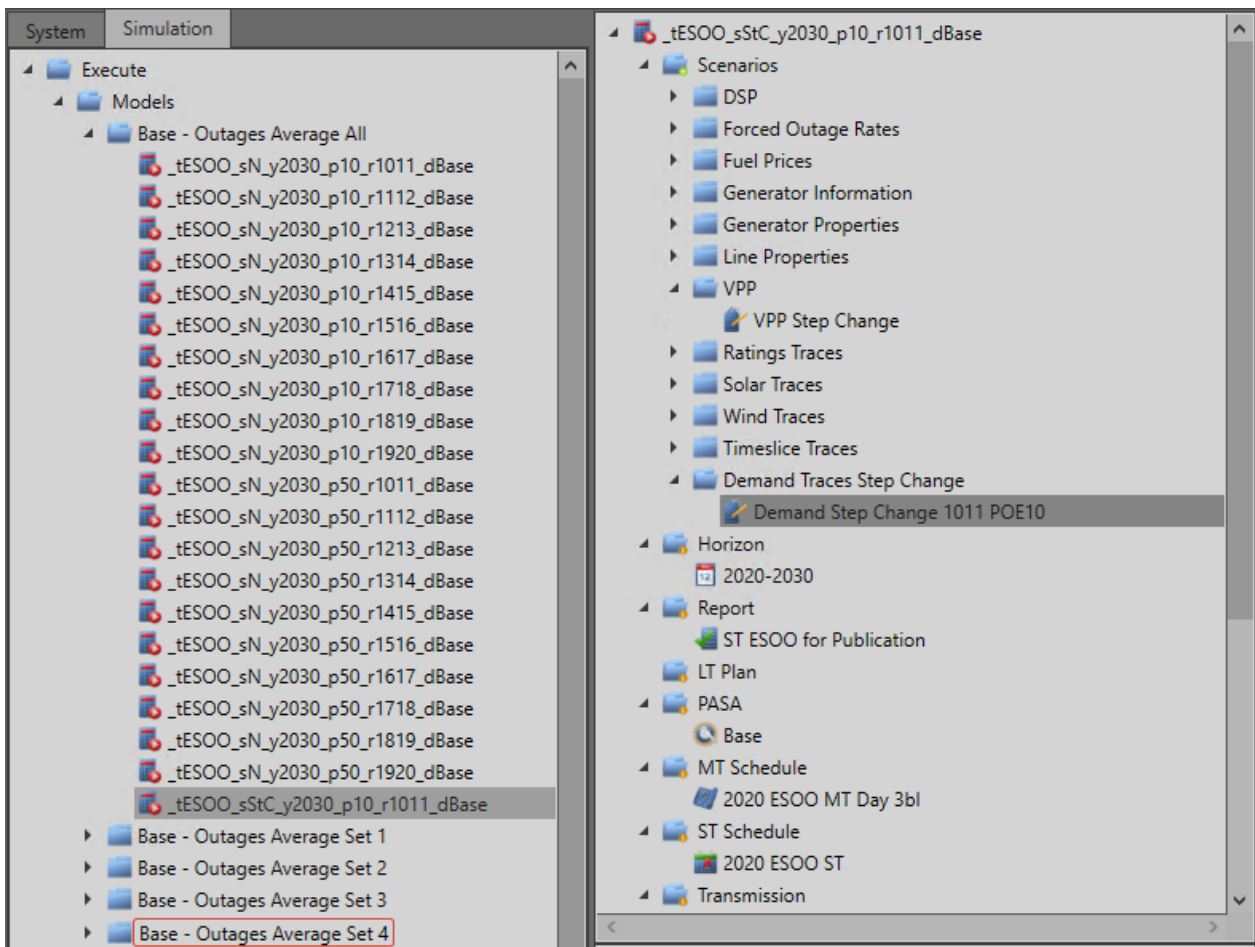 System
Simulation
Execute
Models
Base - Outages Average All
_tESOO_sN_y2030_p10_r1011_dBase
_tESOO_sN_y2030_p10_r1112_dBase
_tESOO_sN_y2030_p10_r1213_dBase
_tESOO_sN_y2030_p10_r1314_dBase
_tESOO_sN_y2030_p10_r1415_dBase
_tESOO_sN_y2030_p10_r1516_dBase
_tESOO_sN_y2030_p10_r1617_dBase
_tESOO_sN_y2030_p10_r1718_dBase
_tESOO_sN_y2030_p10_r1819_dBase
_tESOO_sN_y2030_p10_r1920_dBase
_tESOO_sN_y2030_p50_r1011_dBase
_tESOO_sN_y2030_p50_r1112_dBase
_tESOO_sN_y2030_p50_r1213_dBase
_tESOO_sN_y2030_p50_r1314_dBase
_tESOO_sN_y2030_p50_r1415_dBase
_tESOO_sN_y2030_p50_r1516_dBase
_tESOO_sN_y2030_p50_r1617_dBase
_tESOO_sN_y2030_p50_r1718_dBase
_tESOO_sN_y2030_p50_r1819_dBase
_tESOO_sN_y2030_p50_r1920_dBase
_tESOO_sStC_y2030_p10_r1011_dBase
Base - Outages Average Set 1
Base - Outages Average Set 2
Base - Outages Average Set 3
Base - Outages Average Set 4
_tESOO_sStC_y2030_p10_r1011_dBase
Scenarios
DSP
Forced Outage Rates
Fuel Prices
Generator Information
Generator Properties
Line Properties
VPP
VPP Step Change
Ratings Traces
Solar Traces
Wind Traces
Timeslice Traces
Demand Traces Step Change
Demand Step Change 1011 POE10
Horizon
12
2020-2030
Report
ST ESOO for Publication
LT Plan
PASA
Base
MT Schedule
2020 ESOO MT Day 3bl
ST Schedule
2020 ESOO ST
Transmission